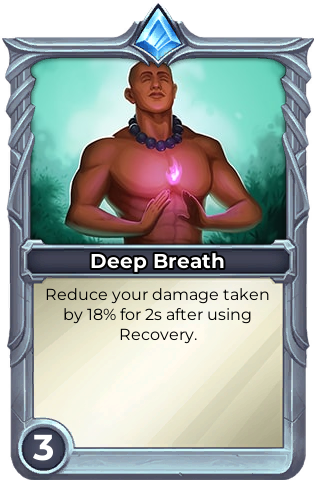 Deep Breath
Reduce your damage taken
by 18% for 2s after using
Recovery.
3